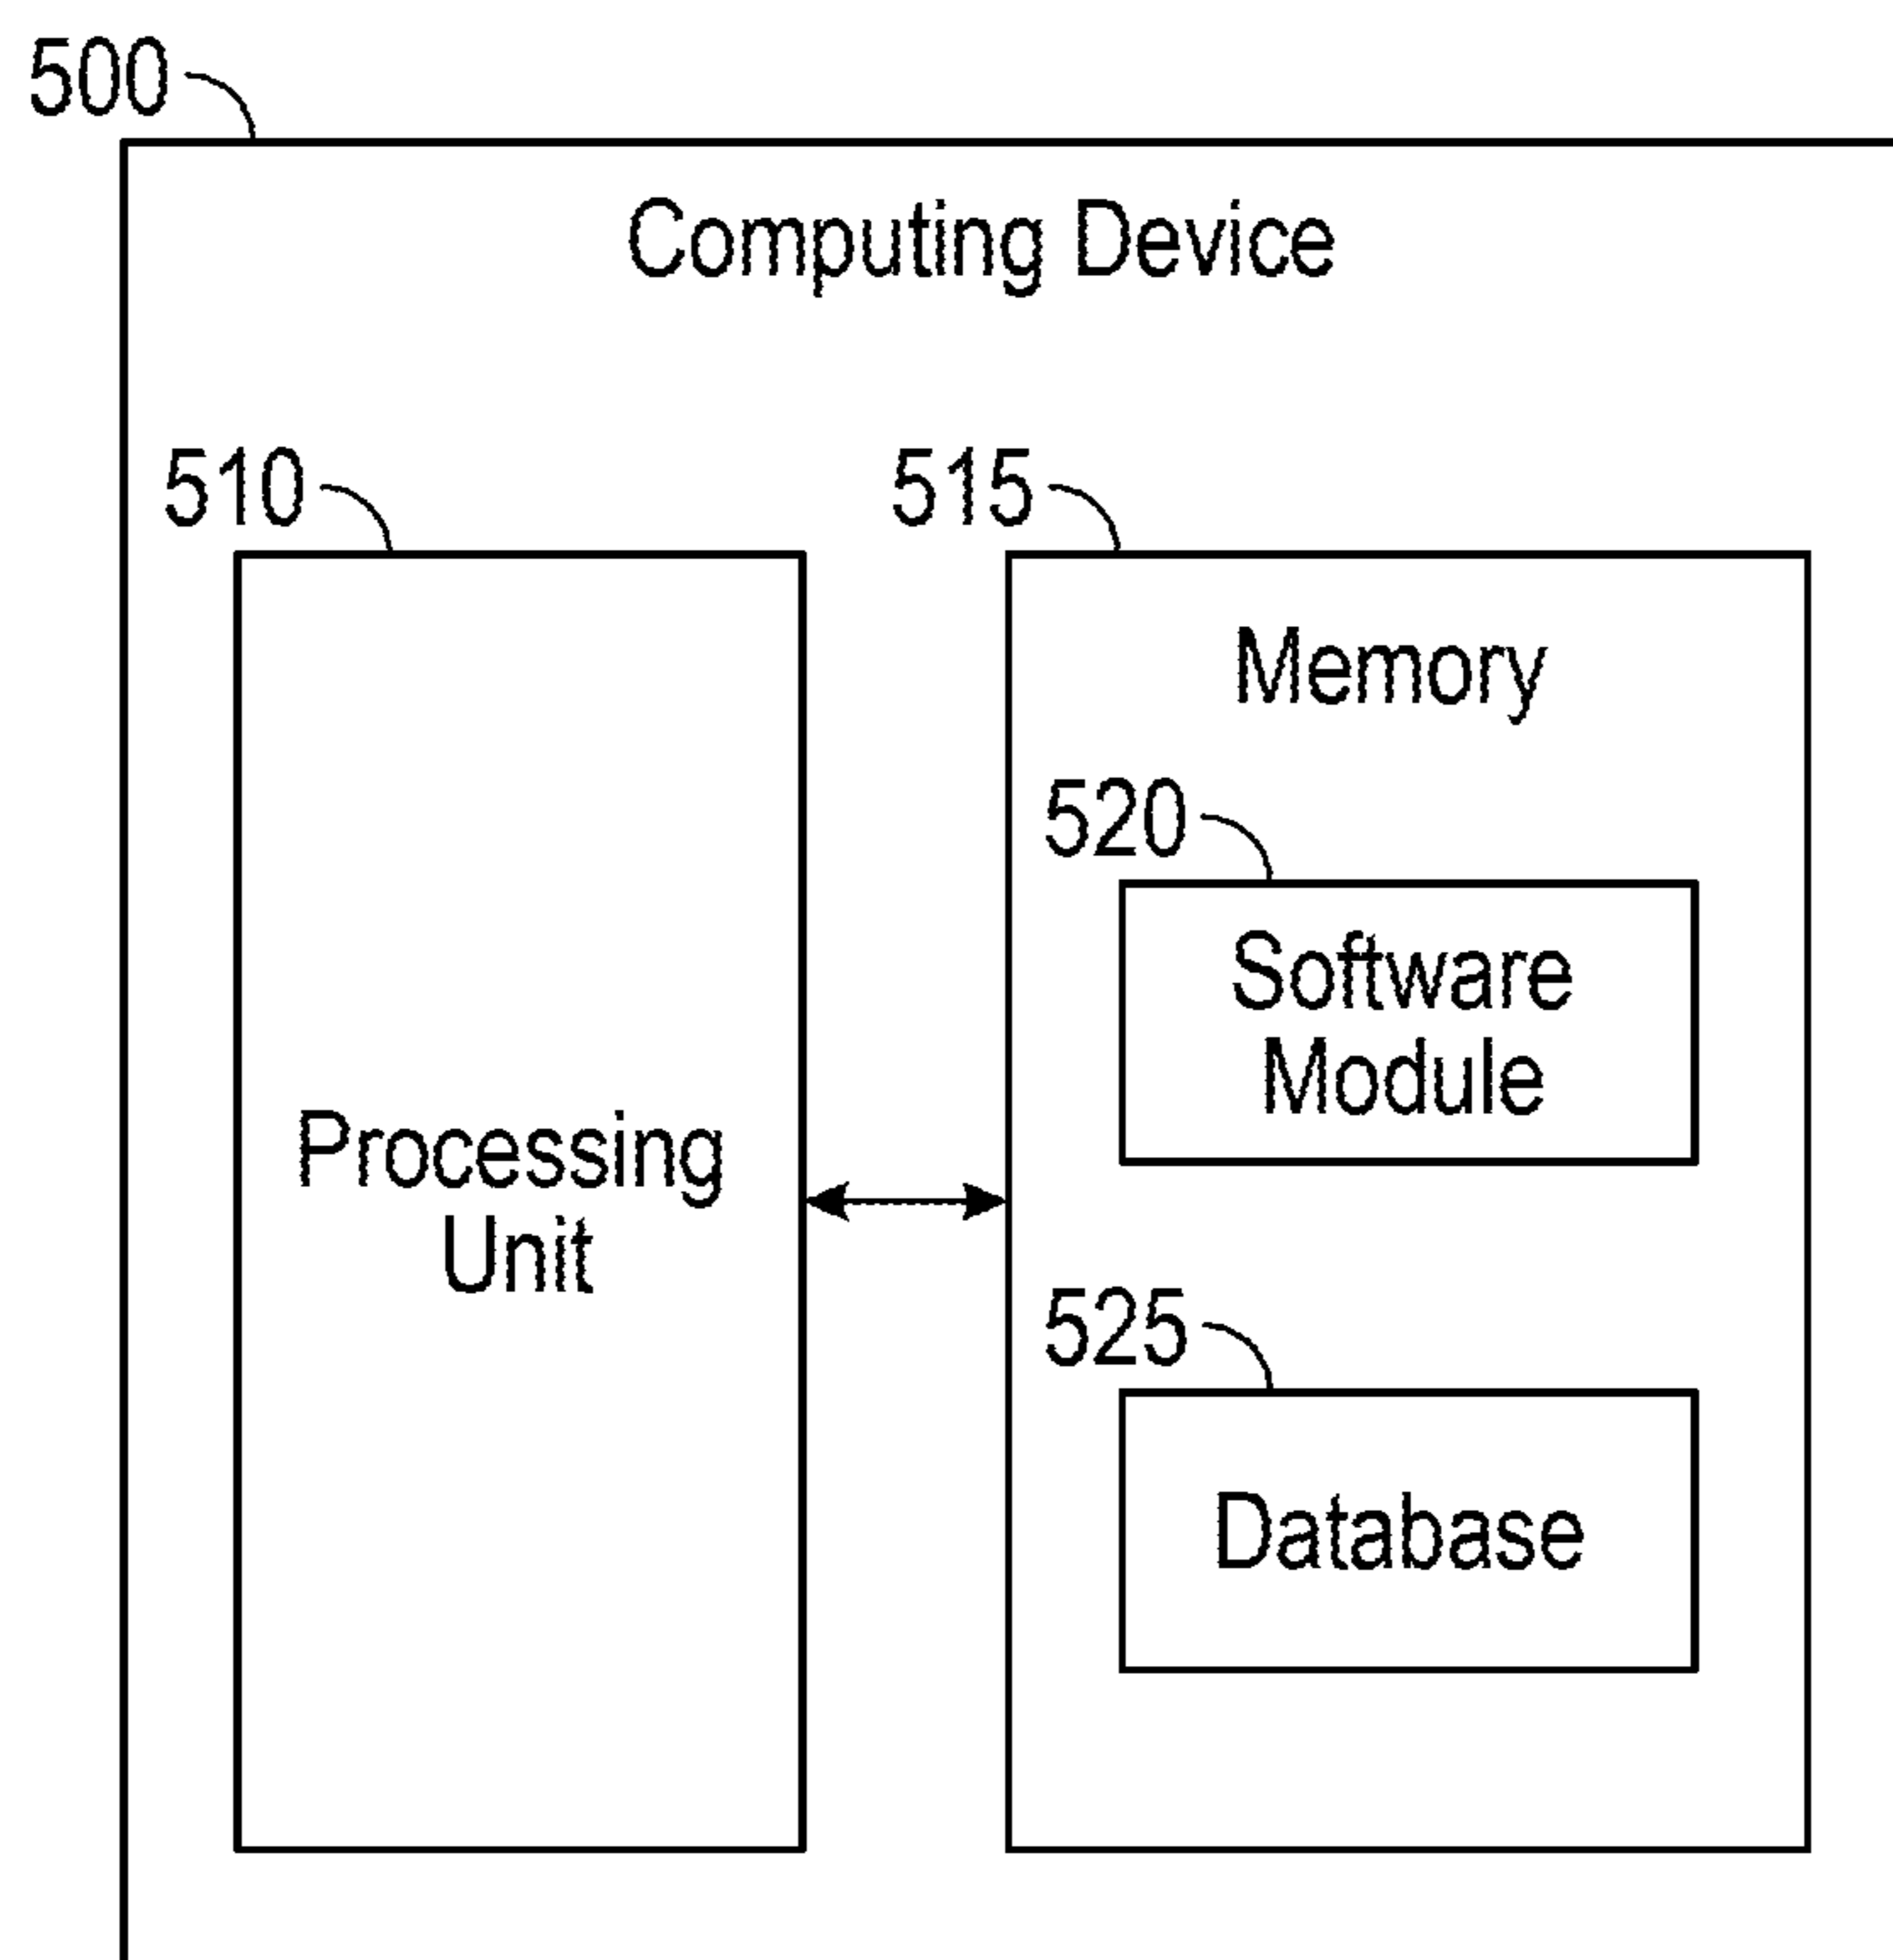 500
Computing Device
510
515
Memory
520
Software
Module
Processing
Unit
525
Database